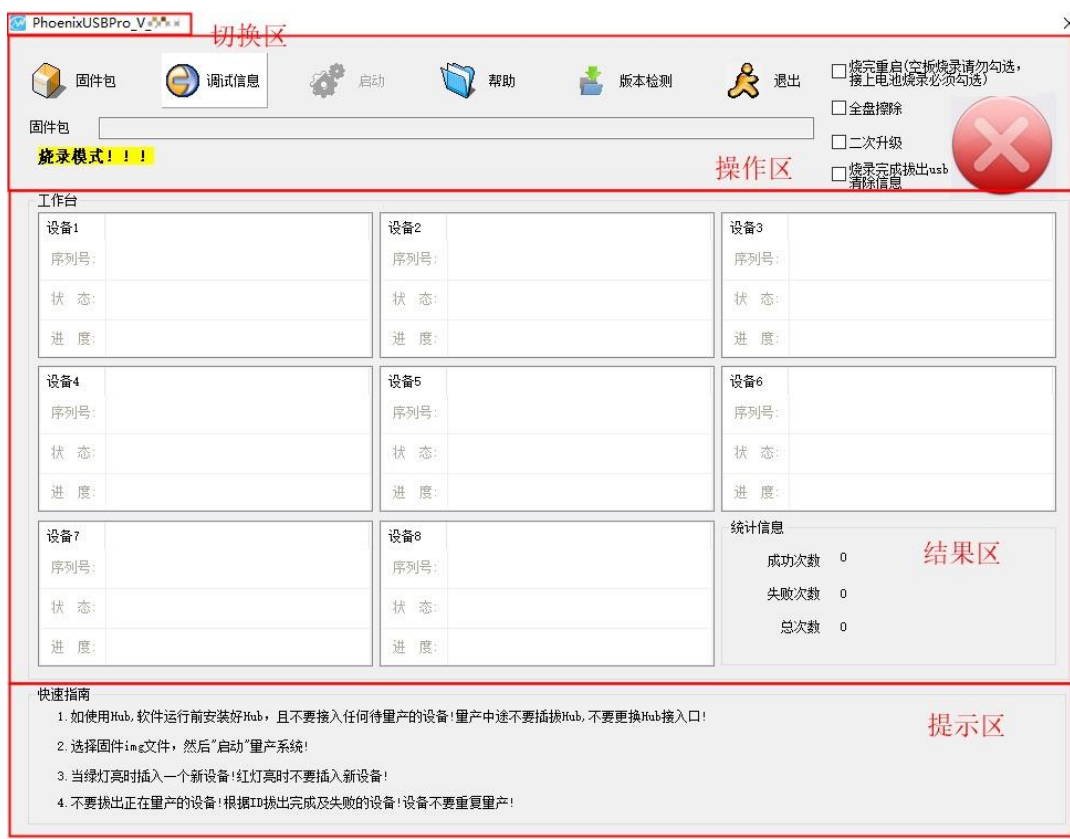 PhoenixUSBPro_V
切换区
固件包
调试信息
启动
帮助
版本检测
退出
烧完重启(空板烧录请勿勾选,
接上电池烧录必须勾选)
全盘擦除
二次升级
烧录完成拔出usb
清除信息
固件包
烧录模式!!!
操作区
工作台
设备1
序列号:
状 态:
进 度:
设备2
序列号:
状 态:
进 度:
设备3
序列号:
状 态:
进 度:
设备4
序列号:
状 态:
进 度:
设备5
序列号:
状 态:
进 度:
设备6
序列号:
状 态:
进 度:
设备7
序列号:
状 态:
进 度:
设备8
序列号:
状 态:
进 度:
统计信息
成功次数 0
失败次数 0
总次数 0
结果区
快速指南
1.如使用Hub,软件运行前安装好Hub，且不要接入任何待量产的设备!量产中途不要插拔Hub,不要更换Hub接入口!
2.选择固件img文件，然后"启动"量产系统!
3.当绿灯亮时插入一个新设备!红灯亮时不要插入新设备!
4.不要拔出正在量产的设备!根据ID拔出完成及失败的设备!设备不要重复量产!
提示区